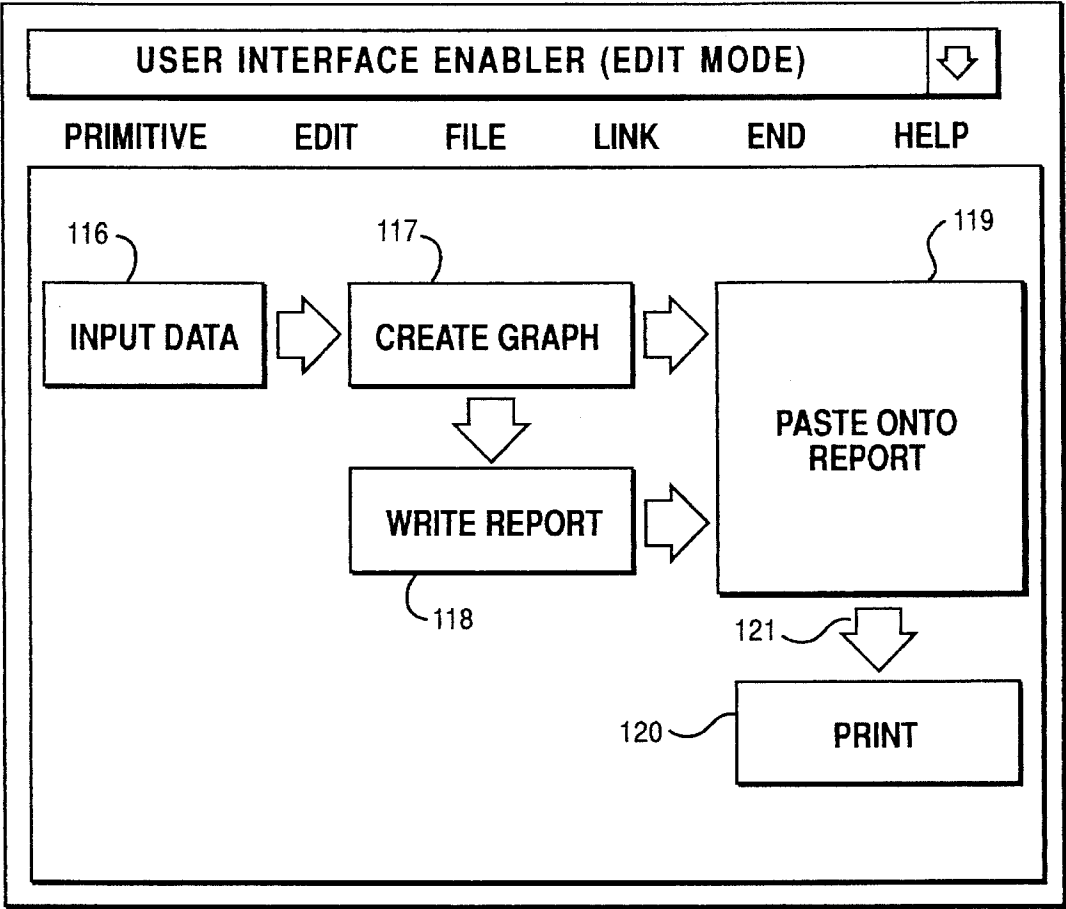 USER INTERFACE ENABLER (EDIT MODE)
PRIMITIVE EDIT FILE LINK END HELP
116
117
119
INPUT DATA
CREATE GRAPH
PASTE ONTO
REPORT
WRITE REPORT
118
121
120
PRINT